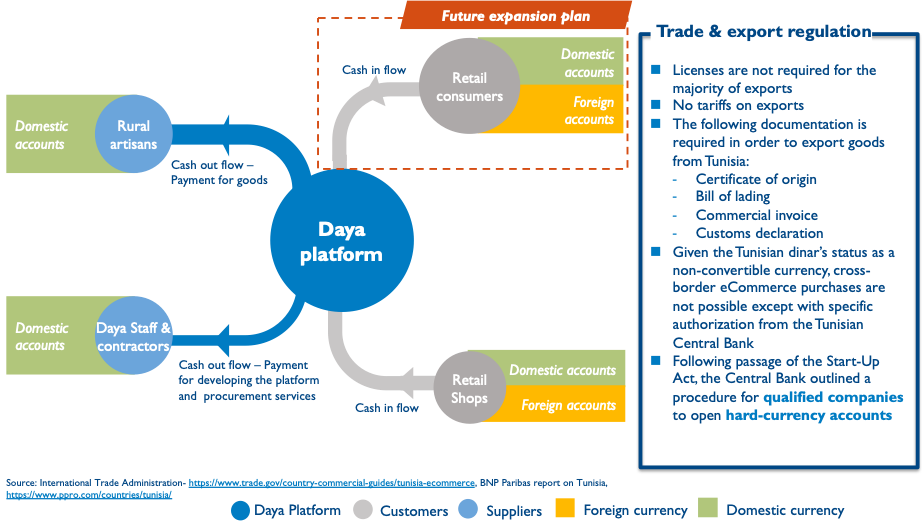 Future expansion plan
Cash in flow
Retail
consumers
Domestic
accounts
Foreign
accounts
Domestic
accounts
Rural
artisans
Cash out flow –
Payment for goods
Daya
platform
Domestic
accounts
Daya Staff &
contractors
Cash out flow – Payment
for developing the platform
and procurement services
Cash in flow
Retail
Shops
Domestic accounts
Foreign accounts
Trade & export regulation
Licenses are not required for the
majority of exports
No tariffs on exports
The following documentation is
required in order to export goods
from Tunisia:
- Certificate of origin
- Bill of lading
- Commercial invoice
- Customs declaration
Given the Tunisian dinar's status as a
non-convertible currency, cross-
border eCommerce purchases are
not possible except with specific
authorization from the Tunisian
Central Bank
Following passage of the Start-Up
Act, the Central Bank outlined a
procedure for qualified companies
to open hard-currency accounts
Source: International Trade Administration- https://www.trade.gov/country-commercial-guides/tunisia-ecommerce, BNP Paribas report on Tunisia,
https://www.ppro.com/countries/tunisia/
Daya Platform
Customers
Suppliers
Foreign currency
Domestic currency